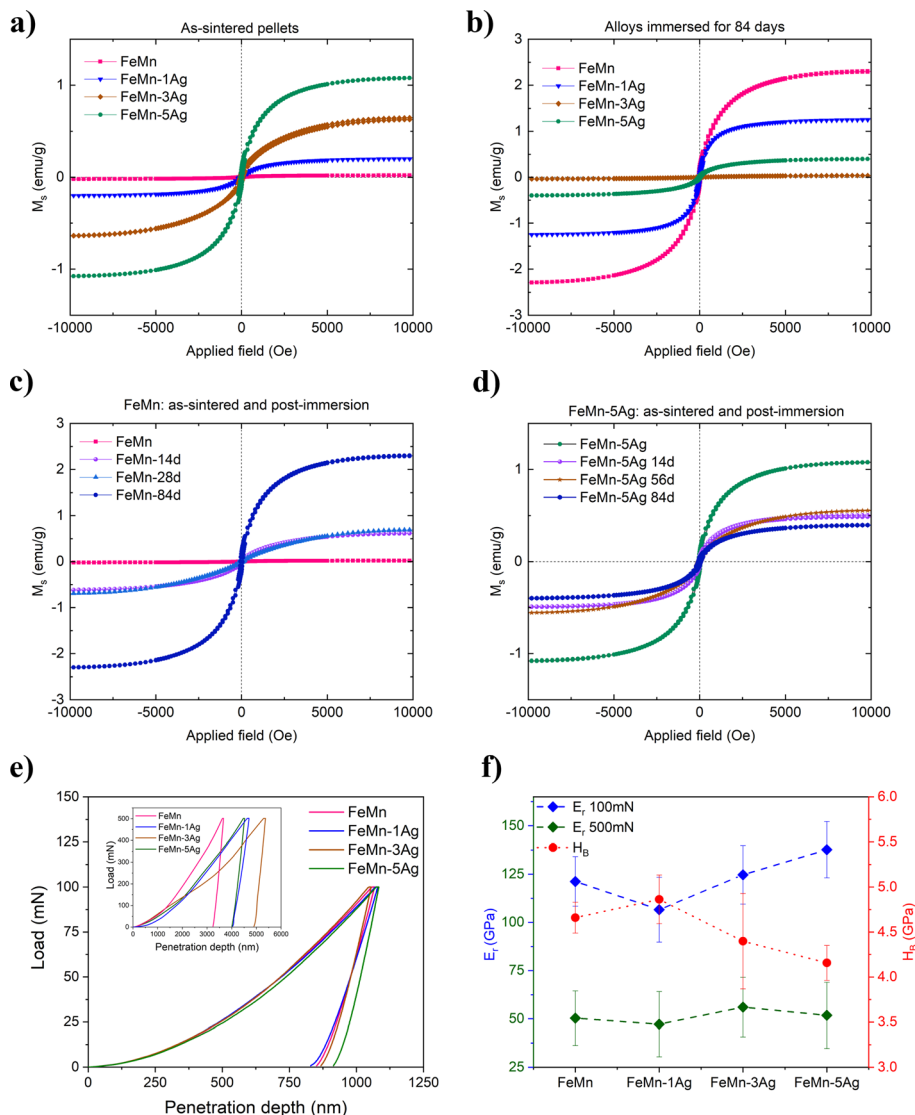 a)
As-sintered pellets
FeMn
FeMn-1Ag
FeMn-3Ag
FeMn-5Ag
1
0
-1
Ms (emu/g)
-10000 -5000 0 5000 10000
Applied field (Oe)
b)
Alloys immersed for 84 days
FeMn
FeMn-1Ag
FeMn-3Ag
FeMn-5Ag
3
2
1
0
-1
-2
-3
Ms (emu/g)
-10000 -5000 0 5000 10000
Applied field (Oe)
c)
FeMn: as-sintered and post-immersion
FeMn
FeMn-14d
FeMn-28d
FeMn-84d
3
2
1
0
-1
-2
-3
Ms (emu/g)
-10000 -5000 0 5000 10000
Applied field (Oe)
d)
FeMn-5Ag: as-sintered and post-immersion
FeMn-5Ag
FeMn-5Ag 14d
FeMn-5Ag 56d
FeMn-5Ag 84d
1
0
-1
Ms (emu/g)
-10000 -5000 0 5000 10000
Applied field (Oe)
e)
150
125
100
75
50
25
0
Load (mN)
FeMn
FeMn-1Ag
FeMn-3Ag
FeMn-5Ag
500
400
300
200
100
0
Load (mN)
FeMn
FeMn-1Ag
FeMn-3Ag
FeMn-5Ag
0 1000 2000 3000 4000 5000 6000
Penetration depth (nm)
0 250 500 750 1000 1250
Penetration depth (nm)
f)
Er 100mN
Er 500mN
HB
150
125
100
75
50
25
Er (GPa)
6.0
5.5
5.0
4.5
4.0
3.5
3.0
HB (GPa)
FeMn FeMn-1Ag FeMn-3Ag FeMn-5Ag